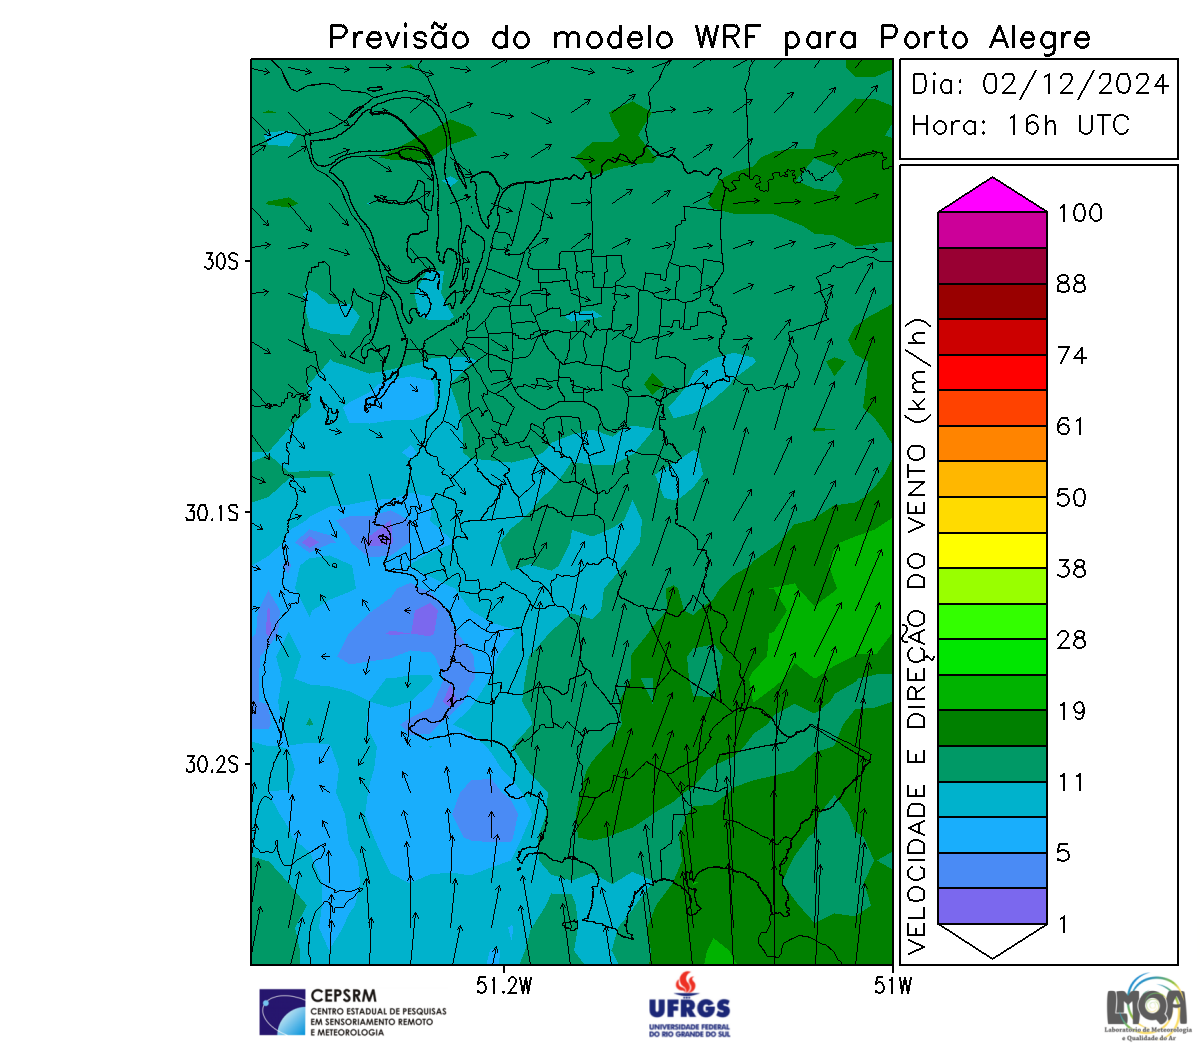 Previsão do modelo WRF para Porto Alegre
Dia: 02/12/2024
Hora: 16h UTC
30S
30.1S
30.2S
51.2W
51W
VELOCIDADE E DIREÇÃO DO VENTO (km/h)
100
88
74
61
50
38
28
19
11
5
1
CEPSRM
CENTRO ESTADUAL DE PESQUISAS
EM SENSORIAMENTO REMOTO
E METEOROLOGIA
UFRGS
UNIVERSIDADE FEDERAL
DO RIO GRANDE DO SUL
LMQA
Laboratório de Meteorologia
e Qualidade do Ar